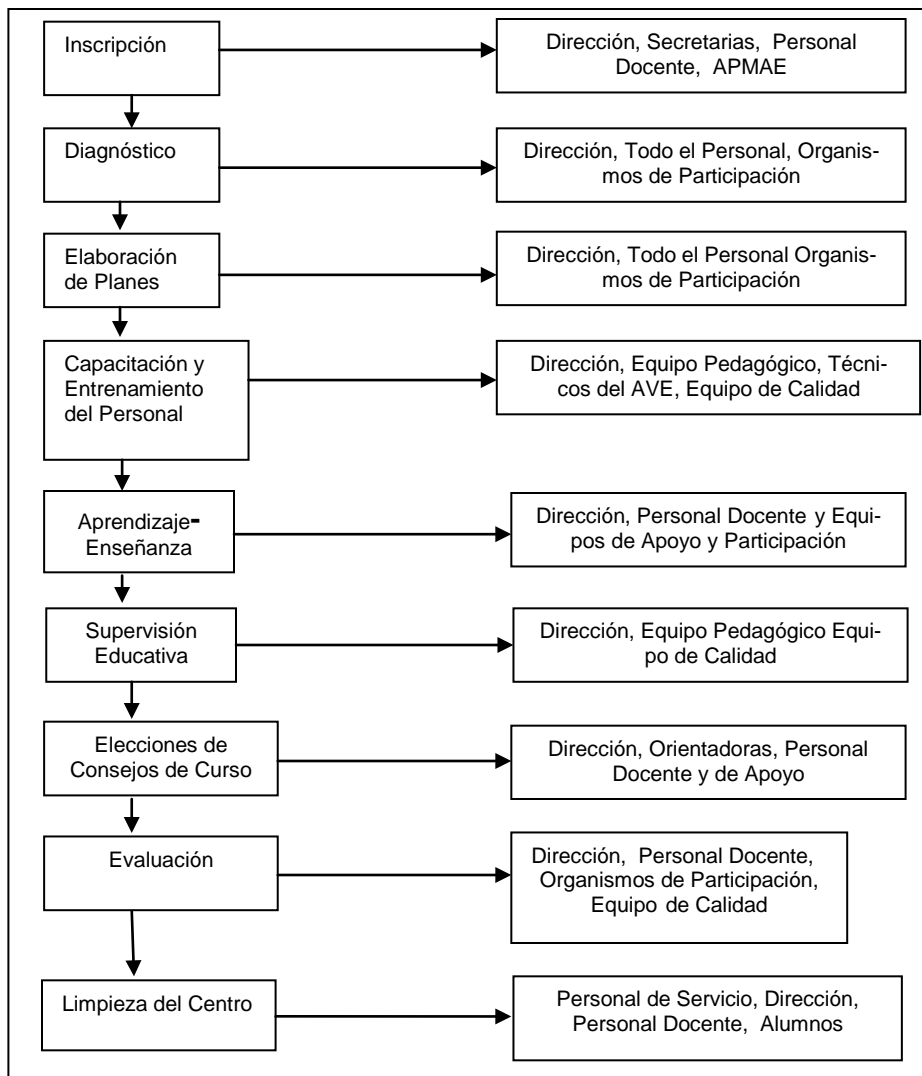 Inscripción
Dirección, Secretarias, Personal
Docente, APMAE
Diagnóstico
Dirección, Todo el Personal, Organis-
mos de Participación
Elaboración
de Planes
Dirección, Todo el Personal Organis-
mos de Participación
Capacitación y
Entrenamiento
del Personal
Dirección, Equipo Pedagógico, Técni-
cos del AVE, Equipo de Calidad
Aprendizaje-
Enseñanza
Dirección, Personal Docente y Equi-
pos de Apoyo y Participación
Supervisión
Educativa
Dirección, Equipo Pedagógico Equi-
po de Calidad
Elecciones de
Consejos de Curso
Dirección, Orientadoras, Personal
Docente y de Apoyo
Evaluación
Dirección, Personal Docente,
Organismos de Participación,
Equipo de Calidad
Limpieza del Centro
Personal de Servicio, Dirección,
Personal Docente, Alumnos